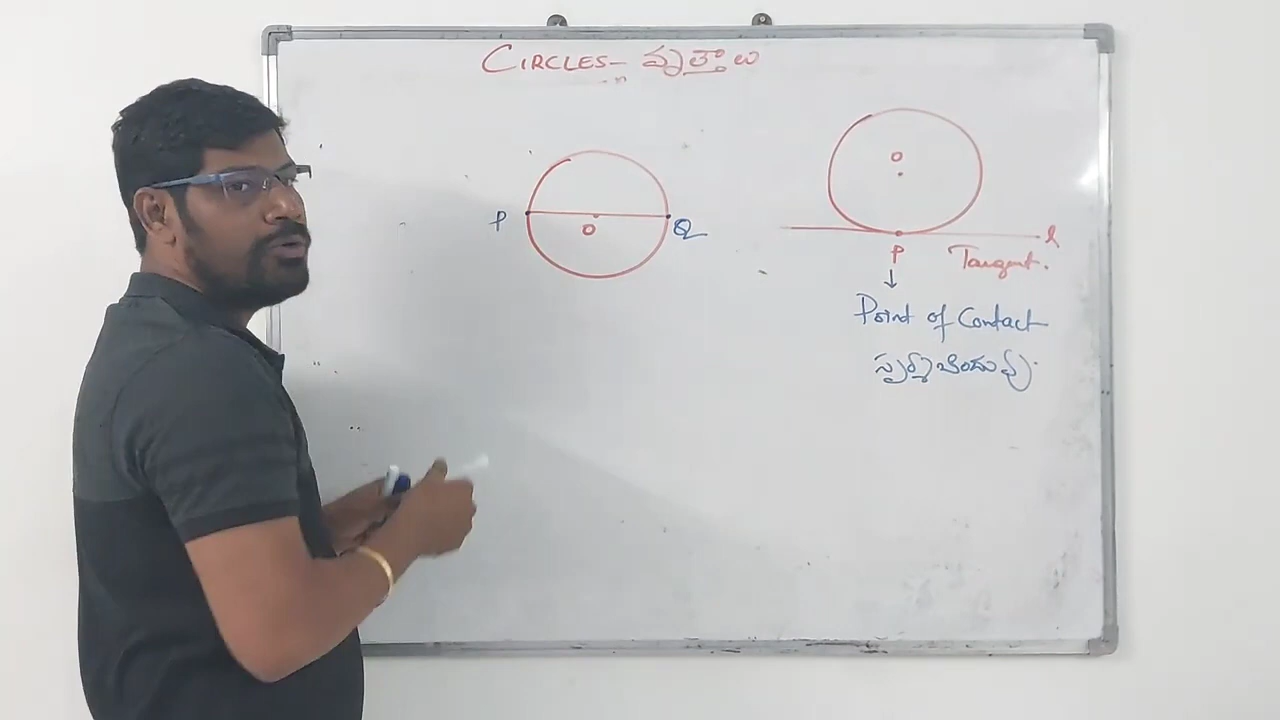 CIRCLES - వృత్తాలు
P
Q
O
O
P
l
Tangent.
↓
Point of Contact
స్పర్శబిందువు.